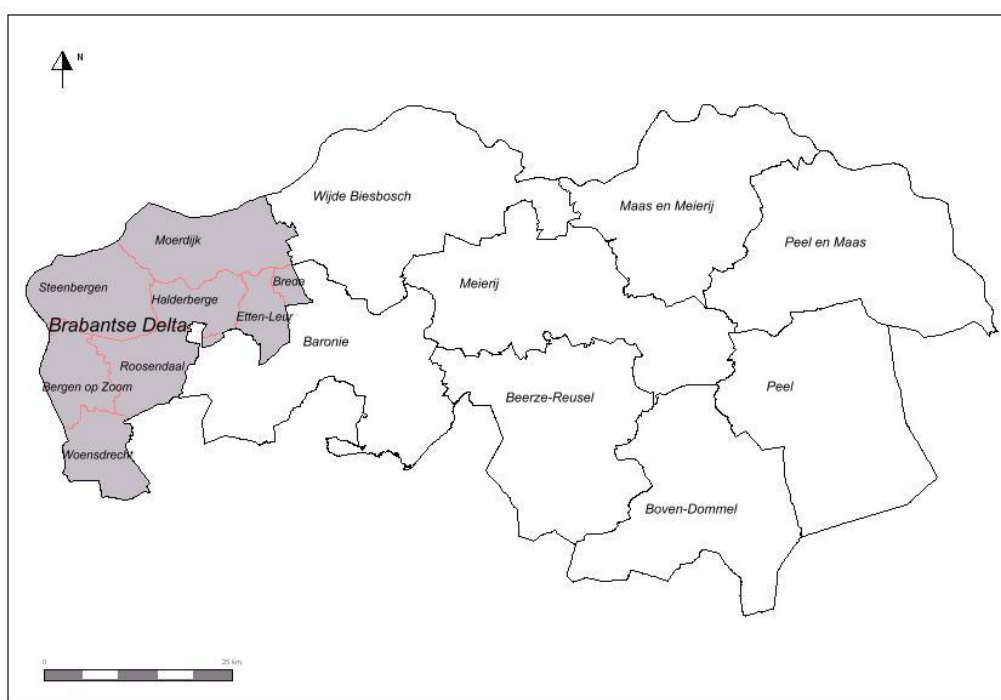 N
Wijde Biesbosch
Maas en Meierij
Moerdijk
Peel en Maas
Steenbergen
Halderberge
Breda
Meierij
Etten-Leur
Brabantse Delta
Baronie
Roosendaal
Bergen op Zoom
Beerze-Reusel
Peel
Woensdrecht
Boven-Dommel
0
25 km